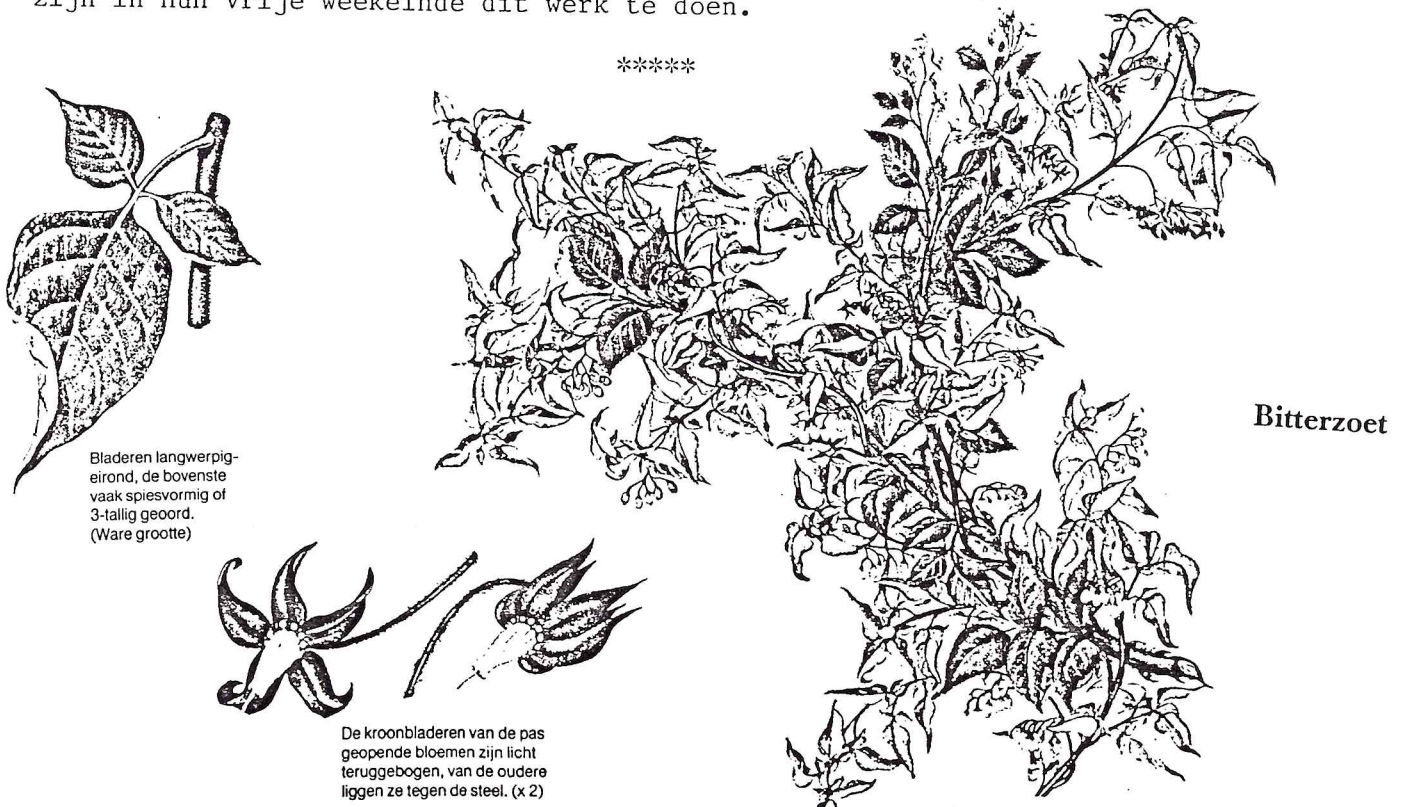 zijn in hun vrije weekeinde dit werk te doen.
*****
Bitterzoet
Bladeren langwerpig-
eirond, de bovenste
vaak spiesvormig of
3-tallig geoord.
(Ware grootte)
De kroonbladeren van de pas
geopende bloemen zijn licht
teruggebogen, van de oudere
liggen ze tegen de steel. (x 2)